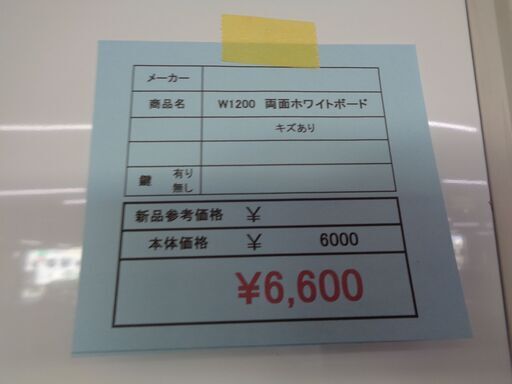 メーカー
商品名 W1200 両面ホワイトボード
キズあり
鍵 有り
無し
新品参考価格 ¥
本体価格 ¥ 6000
¥6,600